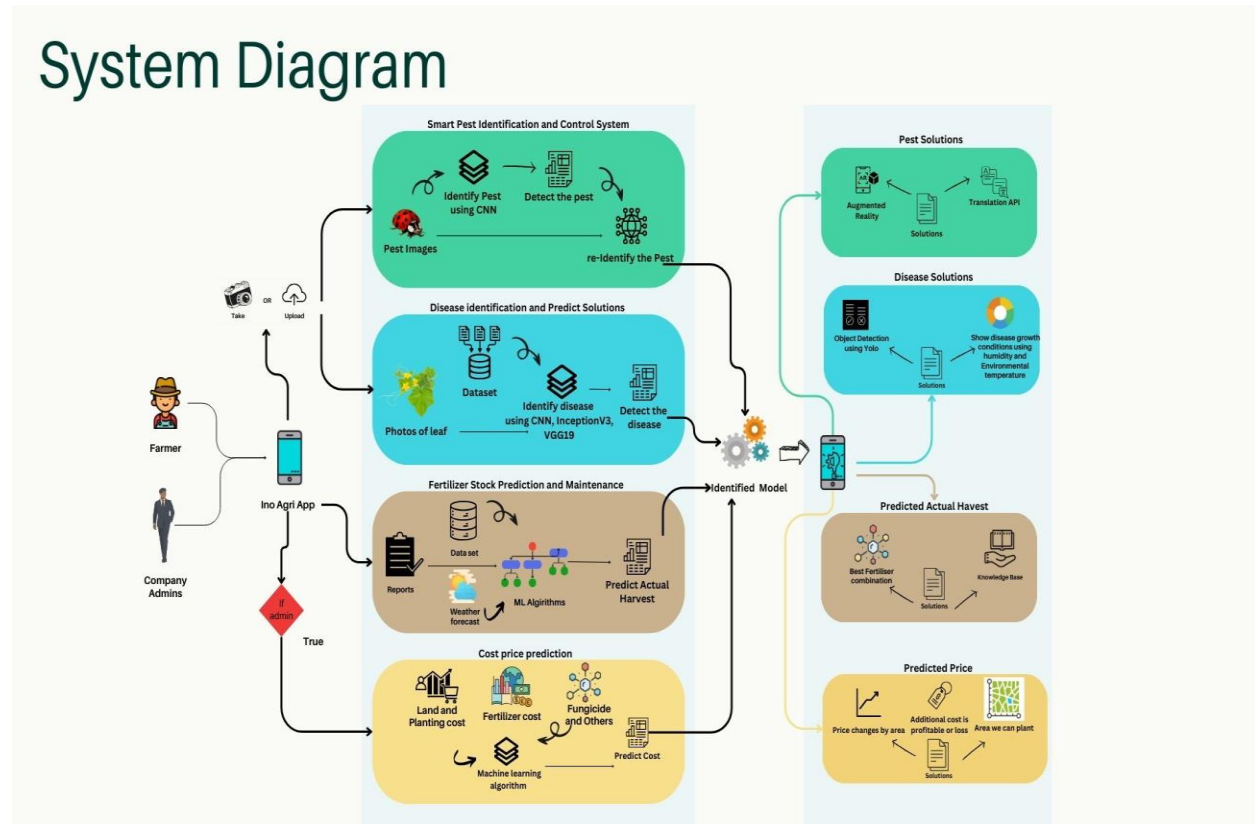 System Diagram
Smart Pest Identification and Control System
Identify Pest
using CNN
Detect the pest
Pest Images
re-Identify the Pest
Take
OR
Upload
Disease identification and Predict Solutions
Dataset
Photos of leaf
Identify disease
using CNN, InceptionV3,
VGG19
Detect the
disease
Farmer
Company
Admins
Ino Agri App
If
admin
True
Fertilizer Stock Prediction and Maintenance
Data set
Reports
Weather
forecast
ML Algirithms
Predict Actual
Harvest
Cost price prediction
Land and
Planting cost
Fertilizer cost
Fungicide
and Others
Machine learning
algorithm
Predict Cost
Identified Model
Pest Solutions
AR
Augmented
Reality
Solutions
A
Translation API
Disease Solutions
Object Detection
using Yolo
Solutions
Show disease growth
conditions using
humidity and
Environmental
temperature
Predicted Actual Havest
Best Fertiliser
combination
Solutions
Knowledge Base
Predicted Price
Price changes by area
Additional cost is
profitable or loss
Area we can plant
Solutions